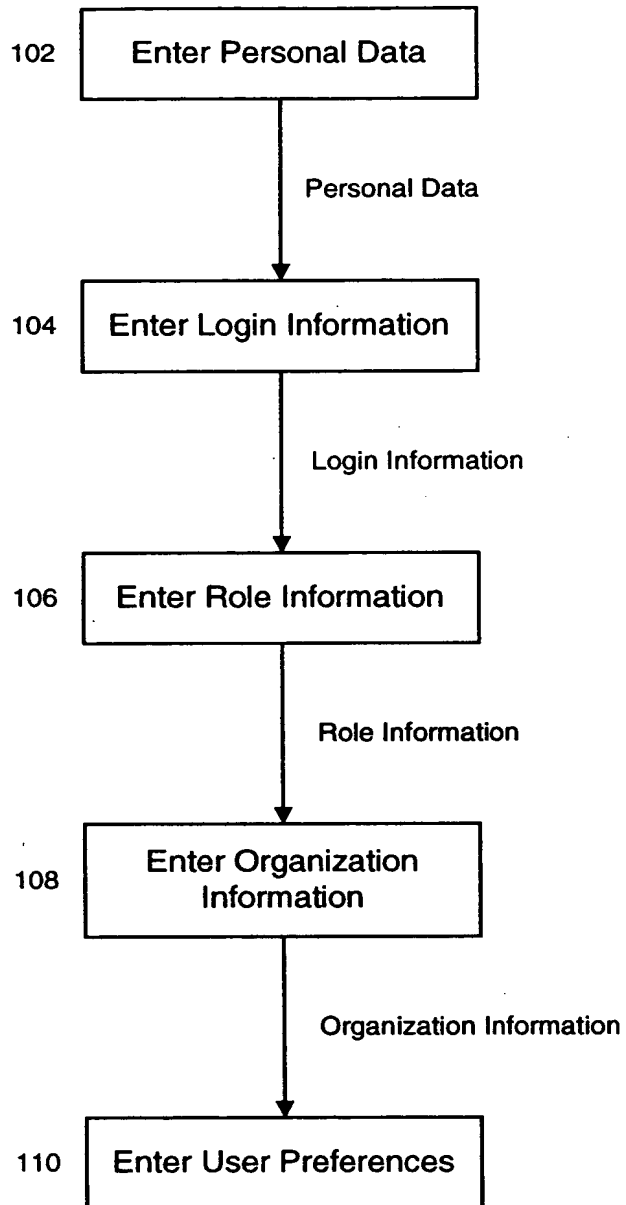 102 Enter Personal Data
Personal Data
104 Enter Login Information
Login Information
106 Enter Role Information
Role Information
108 Enter Organization
Information
Organization Information
110 Enter User Preferences